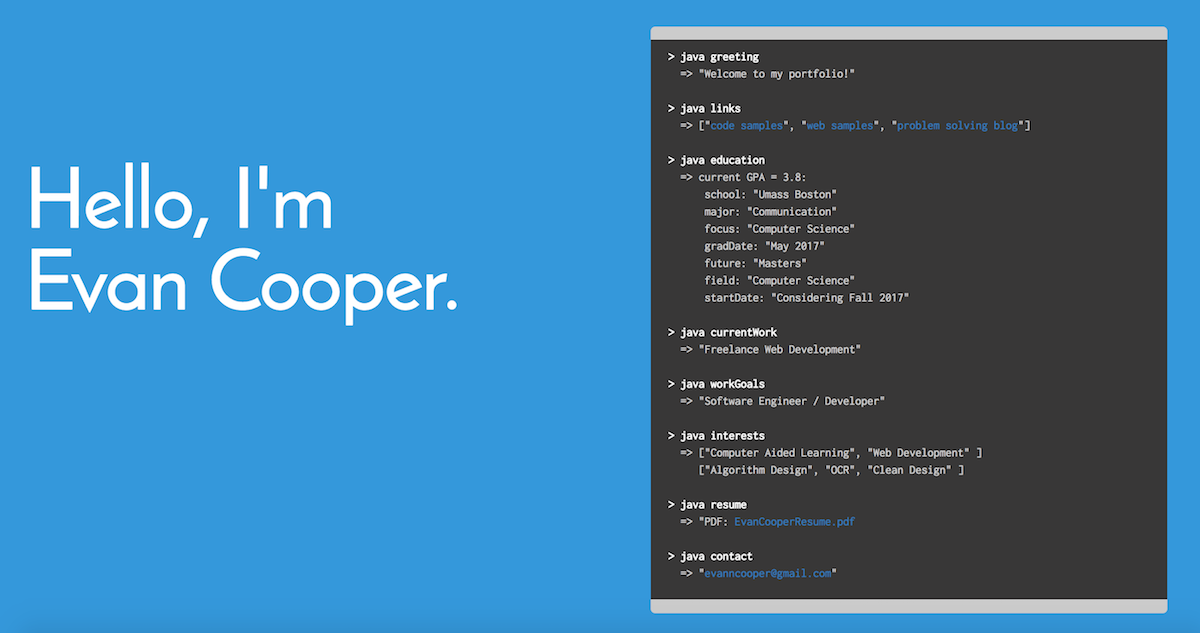 Hello, I'm
Evan Cooper.
> java greeting
=> "Welcome to my portfolio!"
> java links
=> ["code samples", "web samples", "problem solving blog"]
> java education
=> current GPA = 3.8:
school: "Umass Boston"
major: "Communication"
focus: "Computer Science"
gradDate: "May 2017"
future: "Masters"
field: "Computer Science"
startDate: "Considering Fall 2017"
> java currentWork
=> "Freelance Web Development"
> java workGoals
=> "Software Engineer / Developer"
> java interests
=> ["Computer Aided Learning", "Web Development" ]
["Algorithm Design", "OCR", "Clean Design" ]
> java resume
=> "PDF: EvanCooperResume.pdf
> java contact
=> "evanncooper@gmail.com"